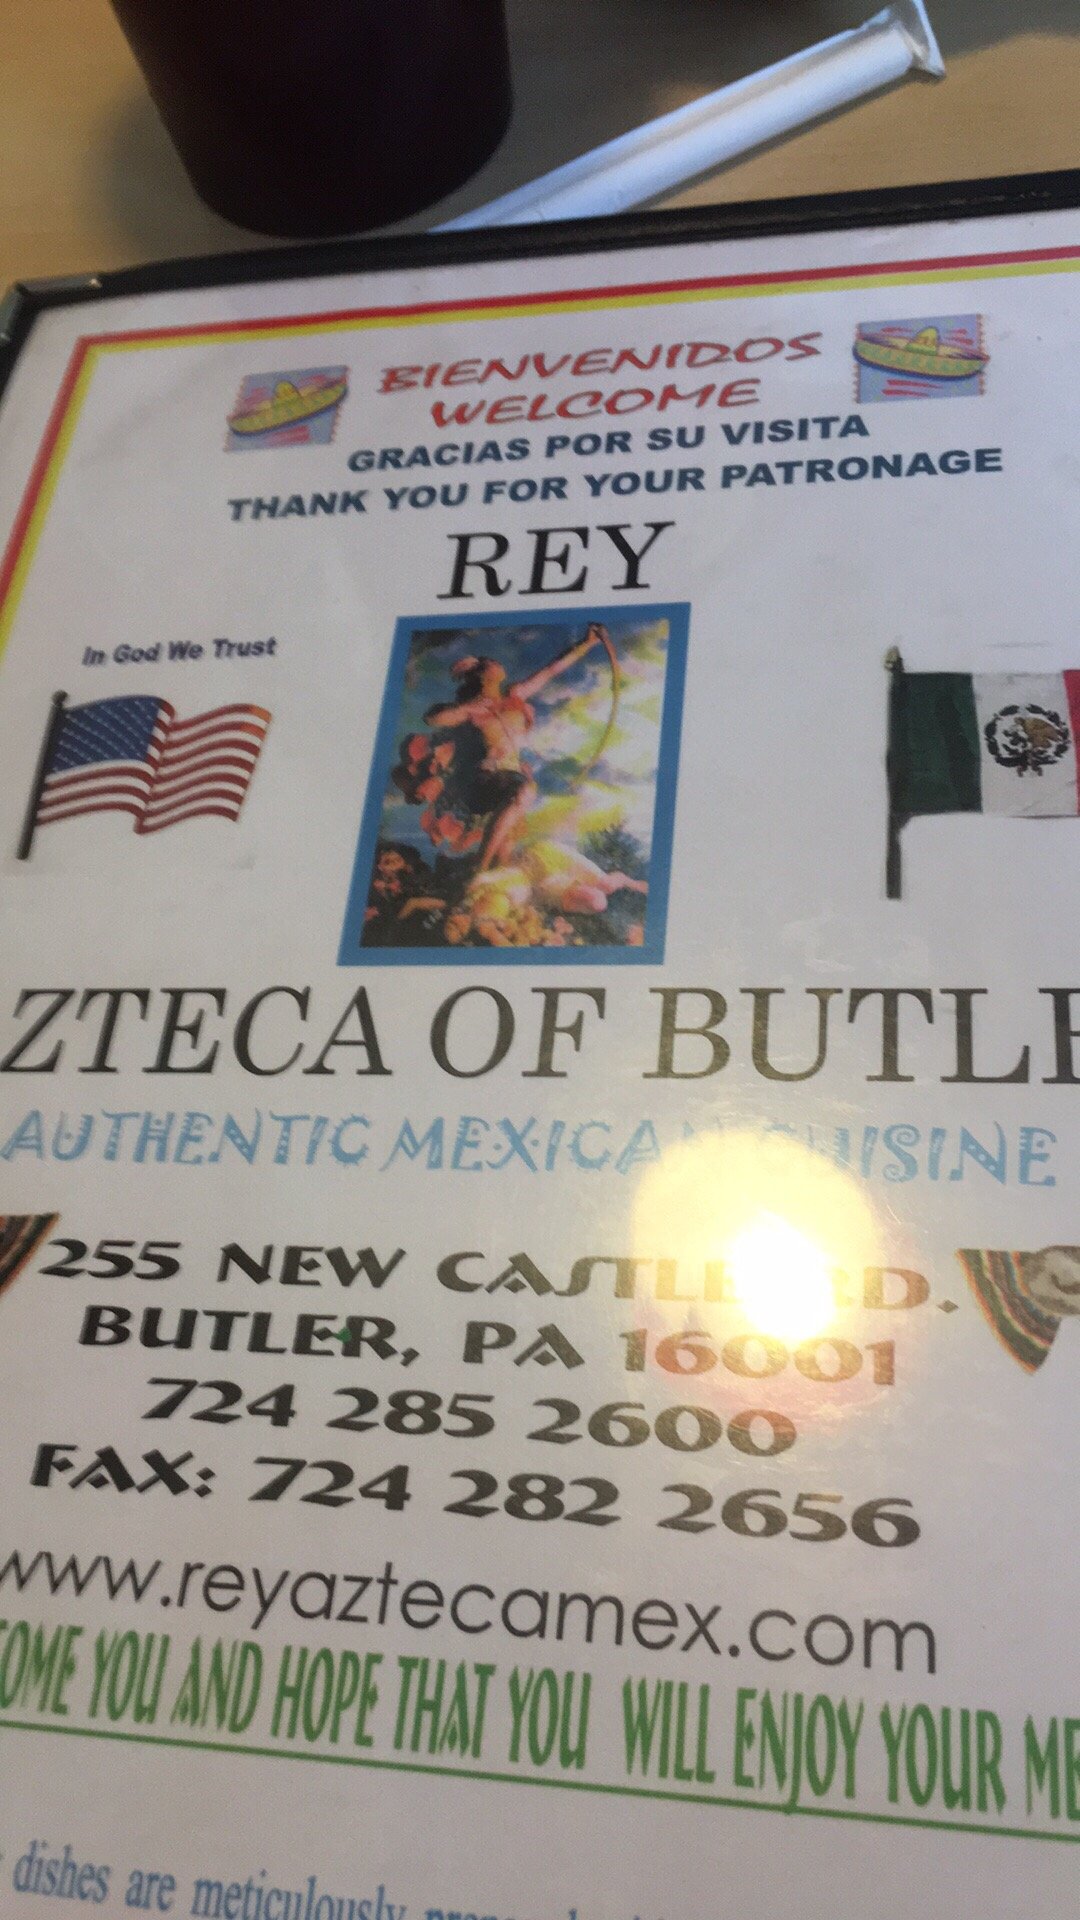 BIENVENIDOS
WELCOME
GRACIAS POR SU VISITA
THANK YOU FOR YOUR PATRONAGE
REY
In God We Trust
ZTECA OF BUTLE
AUTHENTIC MEXICAN CUISINE
255 NEW CASTLE RD.
BUTLER, PA 16001
724 285 2600
FAX: 724 282 2656
www.reyaztecamex.com
OME YOU AND HOPE THAT YOU WILL ENJOY YOUR ME
dishes are meticulously